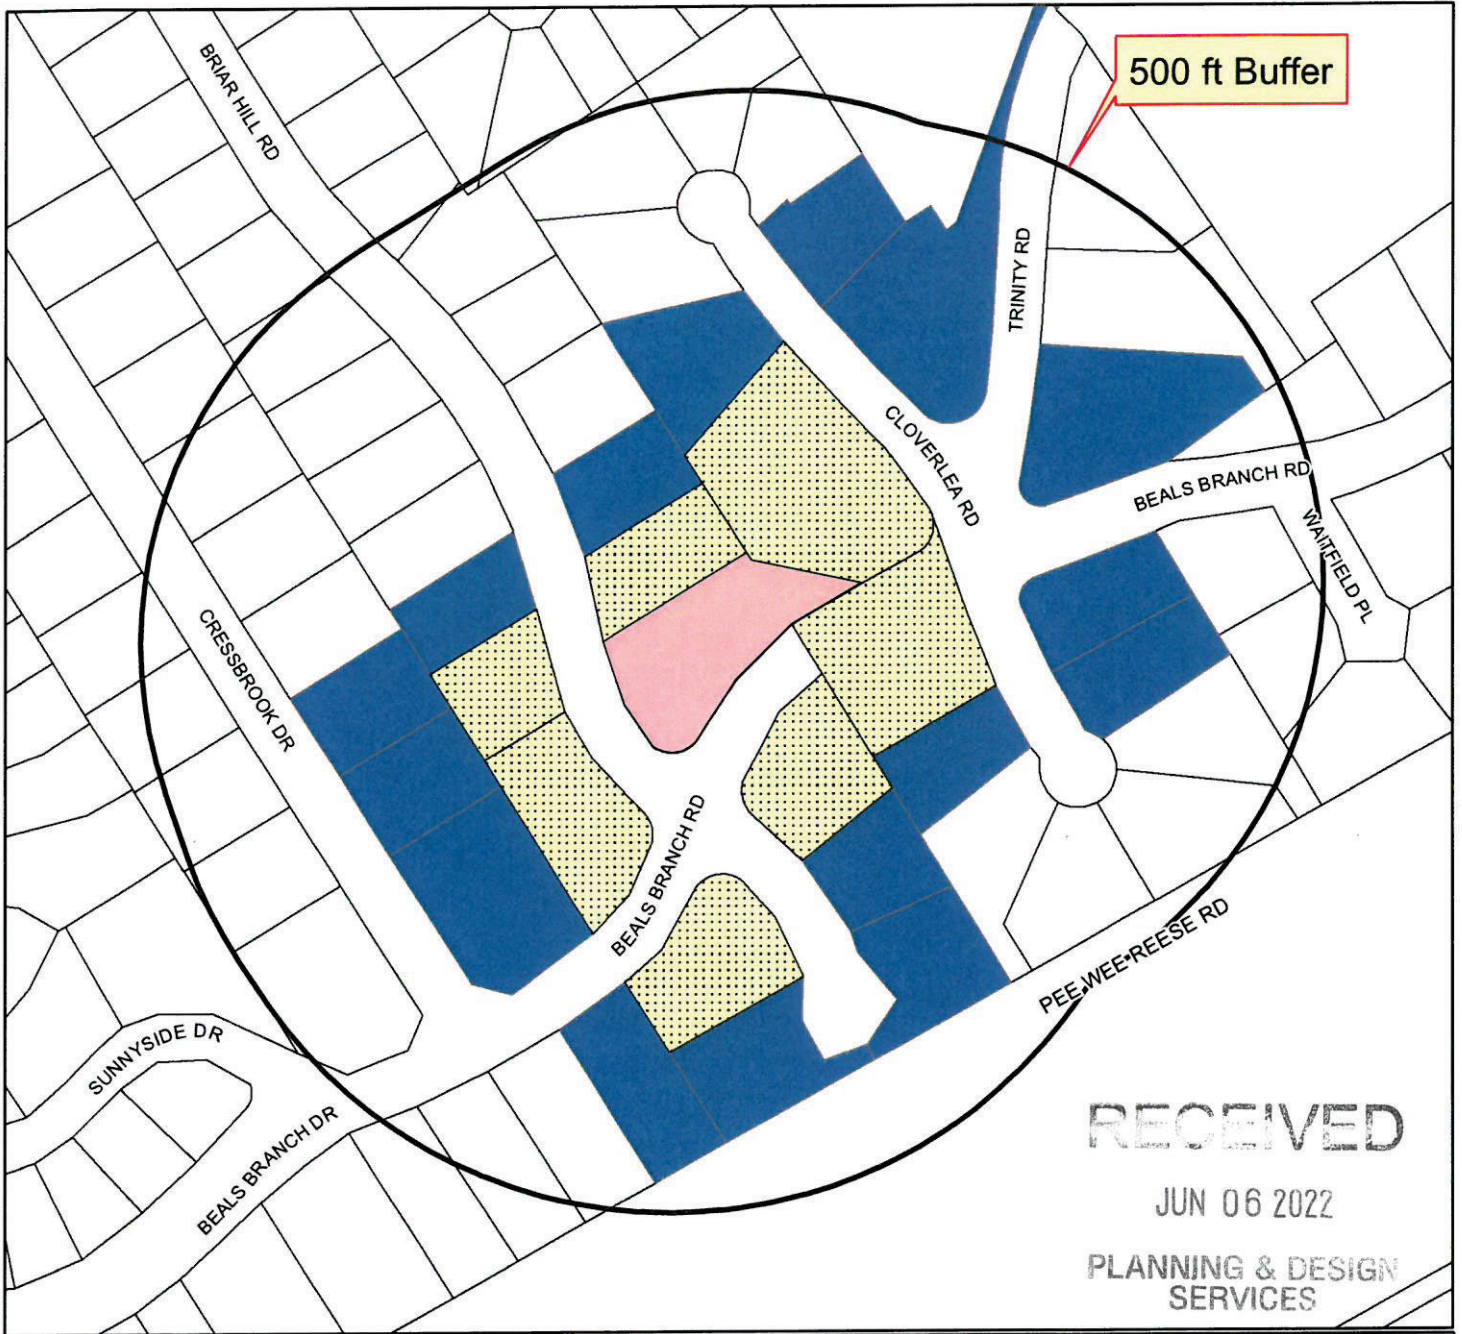 500 ft Buffer
BRIAR HILL RD
TRINITY RD
CLOVERLEA RD
BEALS BRANCH RD
WAITFIELD PL
CRESSBROOK DR
BEALS BRANCH RD
PEE WEE REESE RD
SUNNYSIDE DR
BEALS BRANCH DR
RECEIVED
JUN 06 2022
PLANNING & DESIGN
SERVICES